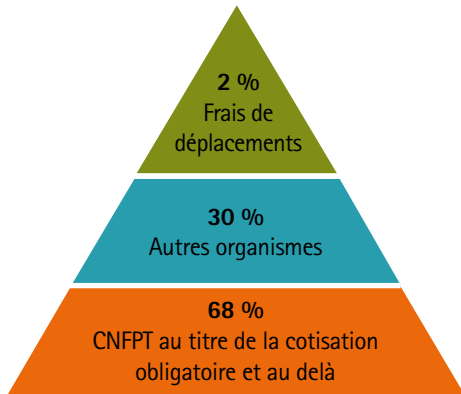 2 %
Frais de
déplacements
30 %
Autres organismes
68 %
CNFPT au titre de la cotisation
obligatoire et au delà